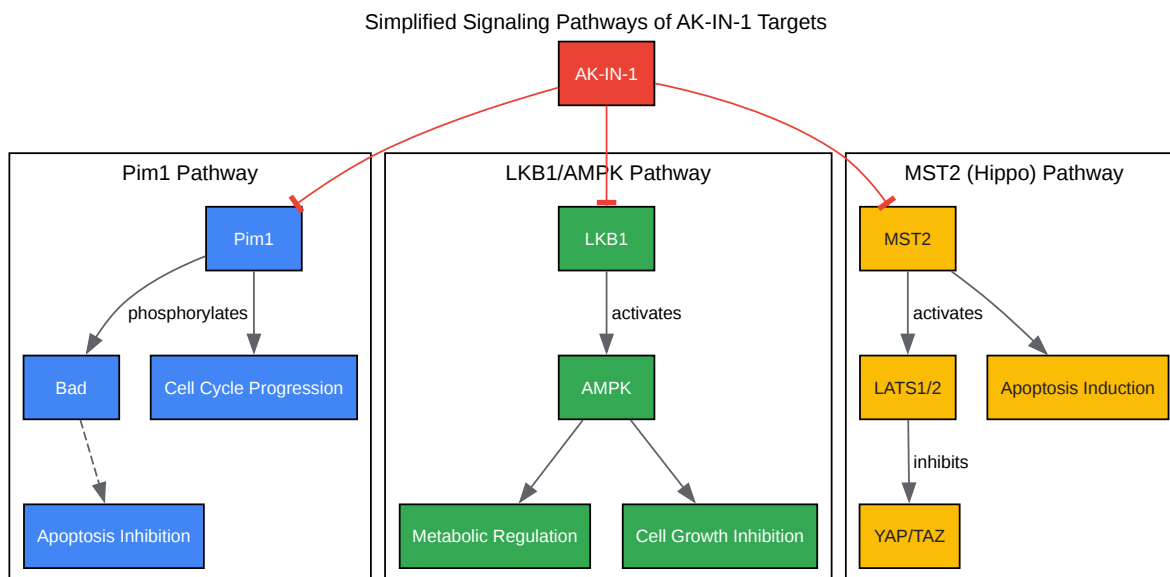 Simplified Signaling Pathways of AK-IN-1 Targets
AK-IN-1
Pim1 Pathway
Pim1
phosphorylates
Bad
Cell Cycle Progression
Apoptosis Inhibition
LKB1/AMPK Pathway
LKB1
activates
AMPK
Metabolic Regulation
Cell Growth Inhibition
MST2 (Hippo) Pathway
MST2
activates
LATS1/2
Apoptosis Induction
inhibits
YAP/TAZ